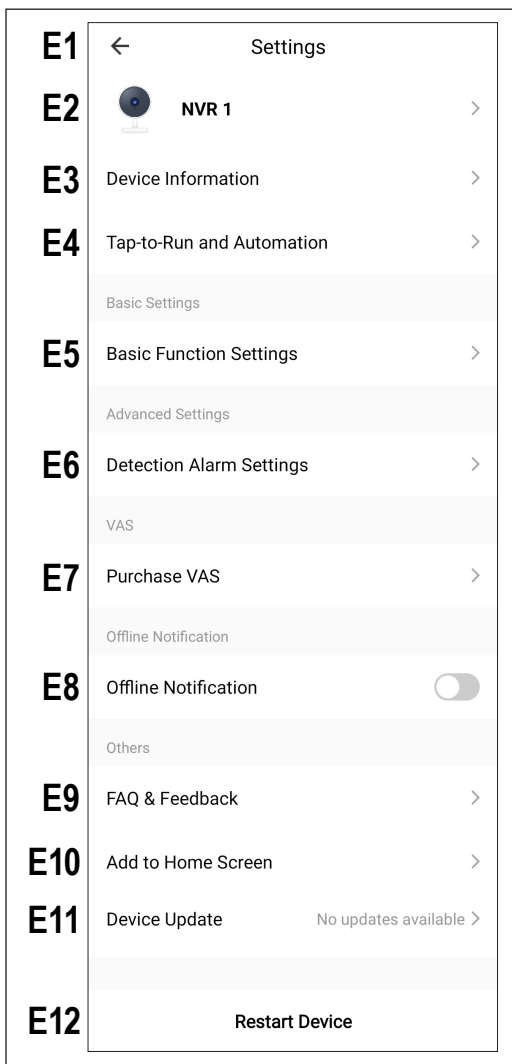 E1 Settings
E2 NVR 1
E3 Device Information
E4 Tap-to-Run and Automation
Basic Settings
E5 Basic Function Settings
Advanced Settings
E6 Detection Alarm Settings
VAS
E7 Purchase VAS
Offline Notification
E8 Offline Notification
Others
E9 FAQ & Feedback
E10 Add to Home Screen
E11 Device Update No updates available
E12 Restart Device